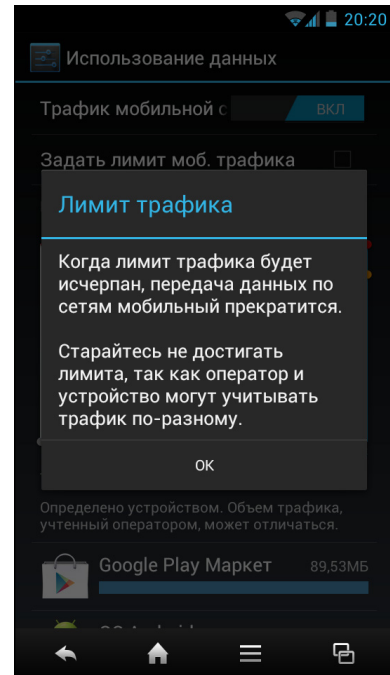 20:20
Использование данных
Трафик мобильной с
ВКЛ
Задать лимит моб. трафика
Лимит трафика
Когда лимит трафика будет
исчерпан, передача данных по
сетям мобильный прекратится.
Старайтесь не достигать
лимита, так как оператор и
устройство могут учитывать
трафик по-разному.
ОК
Определено устройством. Объем трафика,
учтенный оператором, может отличаться.
Google Play Маркет
89,53МБ